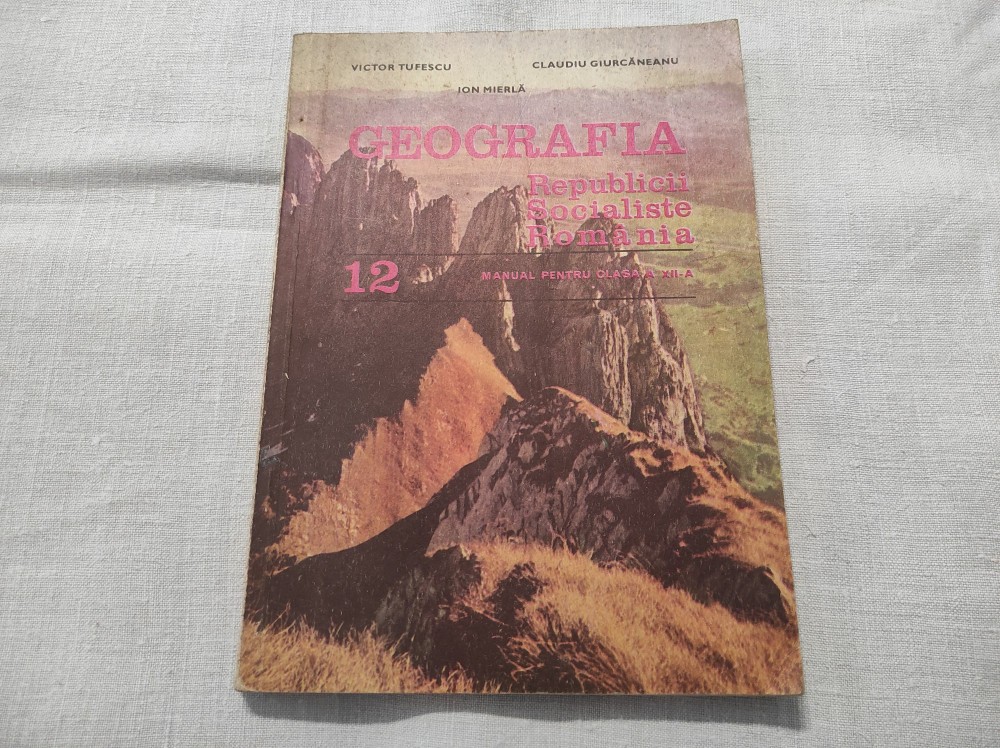 VICTOR TUFESCU CLAUDIU GIURCĂNEANU
ION MIERLĂ
GEOGRAFIA
Republicii
Socialiste
România
12 MANUAL PENTRU CLASA A XII-A